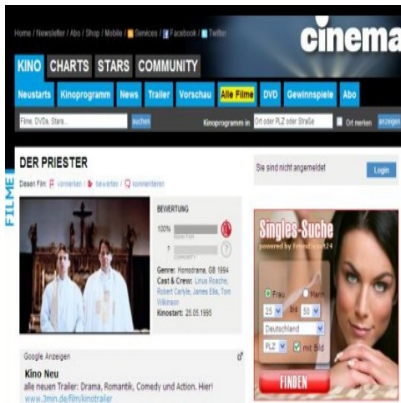 Home / Newsletter / Abo / Shop / Mobile / Services / Facebook / Twitter
cinema
KINO CHARTS STARS COMMUNITY
Neustarts Kinoprogramm News Trailer Vorschau Alle Filme DVD Gewinnspiele Abo
Filme, DVDs, Stars... suchen Kinoprogramm in Ort oder PLZ oder Straße Ort merken anzeigen
FILME
DER PRIESTER
Diesen Film: vormerken / bewerten / kommentieren
Sie sind nicht angemeldet
Login
BEWERTUNG
100%
?
COMMUNITY
Genre: Homodrama, GB 1994
Cast & Crew: Linus Roache,
Robert Carlyle, James Ellis, Tom
Wilkinson
Kinostart: 25.05.1995
Singles-Suche
powered by
Frau Mann
25 bis 50
Deutschland
PLZ mit Bild
FINDEN
Google Anzeigen
Kino Neu
alle neuen Trailer: Drama, Romantik, Comedy und Action. Hier!
www.3min.de/film/kinotrailer